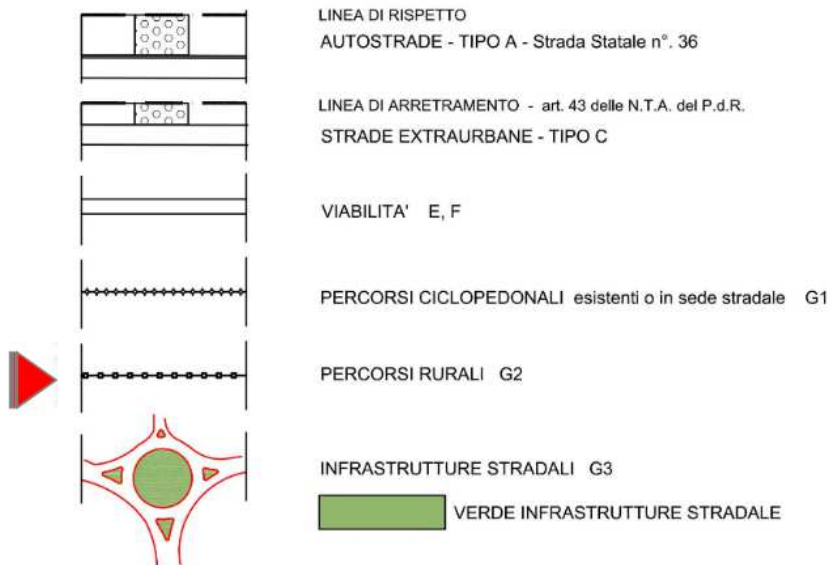 LINEA DI RISPETTO
AUTOSTRADE - TIPO A - Strada Statale n°. 36
LINEA DI ARRETRAMENTO - art. 43 delle N.T.A. del P.d.R.
STRADE EXTRAURBANE - TIPO C
VIABILITA' E, F
PERCORSI CICLOPEDONALI esistenti o in sede stradale G1
PERCORSI RURALI G2
INFRASTRUTTURE STRADALI G3
VERDE INFRASTRUTTURE STRADALE